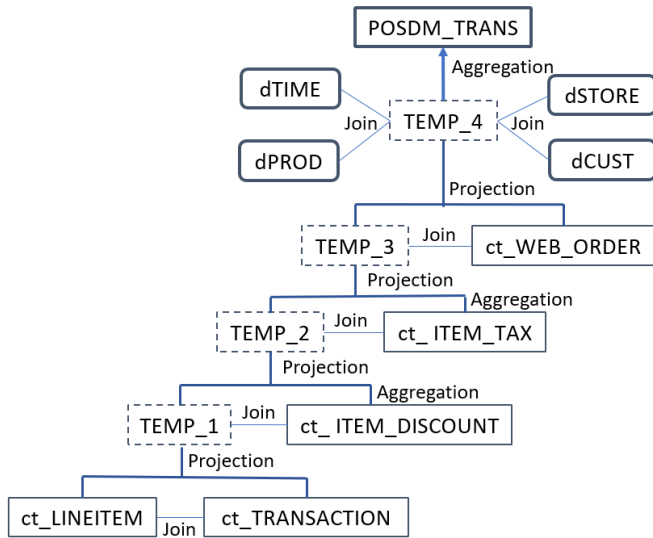 POSDM_TRANS
Aggregation
dTIME
dSTORE
Join
TEMP_4
Join
dPROD
dCUST
Projection
TEMP_3
Join
ct_WEB_ORDER
Projection
Aggregation
TEMP_2
Join
ct_ ITEM_TAX
Projection
Aggregation
TEMP_1
Join
ct_ ITEM_DISCOUNT
Projection
ct_LINEITEM
Join
ct_TRANSACTION